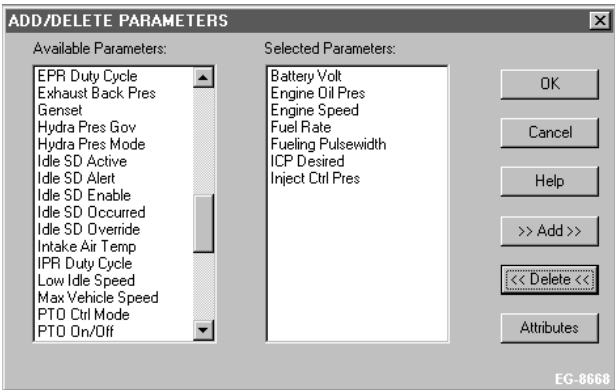 ADD/DELETE PARAMETERS
Available Parameters:
EPR Duty Cycle
Exhaust Back Pres
Genset
Hydra Pres Gov
Hydra Pres Mode
Idle SD Active
Idle SD Alert
Idle SD Enable
Idle SD Occurred
Idle SD Override
Intake Air Temp
IPR Duty Cycle
Low Idle Speed
Max Vehicle Speed
PTO Ctrl Mode
PTO On/Off
Selected Parameters:
Battery Volt
Engine Oil Pres
Engine Speed
Fuel Rate
Fueling Pulsewidth
ICP Desired
Inject Ctrl Pres
OK
Cancel
Help
>> Add >>
<< Delete <<
Attributes
EG-8668